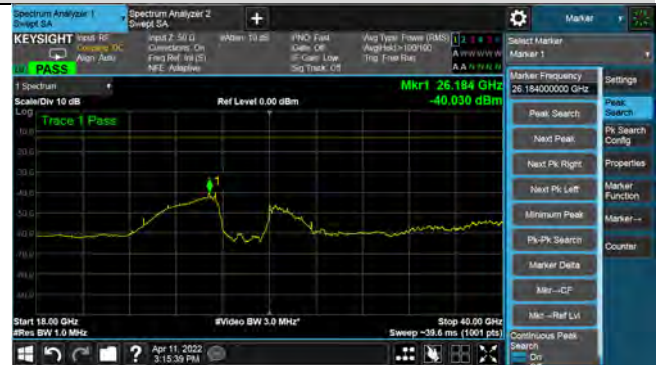 Spectrum Analyzer 1
Swept SA
Spectrum Analyzer 2
Swept SA
+
Marker
KEYSIGHT Input: RF
Coupling: DC
Align: Auto
Input Z: 50 Ω
Corrections: On
Freq Ref: Int (S)
NFE: Adaptive
#Atten: 10 dB
PNO: Fast
Gate: Off
IF Gain: Low
Sig Track: Off
Avg Type: Power (RMS)
Avg|Hold:>100/100
Trig: Free Run
1 2 3 4 5 6
A W W W W W
A A N N N N
PASS
Select Marker
Marker 1
Marker Frequency
26.184000000 GHz
Settings
Peak Search
Next Peak
Next Pk Right
Next Pk Left
Minimum Peak
Pk-Pk Search
Marker Delta
Mkr→CF
Mkr→Ref Lvl
Continuous Peak
Search
On
Peak
Search
Pk Search
Config
Properties
Marker
Function
Marker→
Counter
1 Spectrum
Scale/Div 10 dB
Ref Level 0.00 dBm
Mkr1 26.184 GHz
-40.030 dBm
Log
Trace 1 Pass
1
Start 18.00 GHz
#Res BW 1.0 MHz
#Video BW 3.0 MHz*
Stop 40.00 GHz
Sweep ~39.6 ms (1001 pts)
Apr 11, 2022
3:15:39 PM